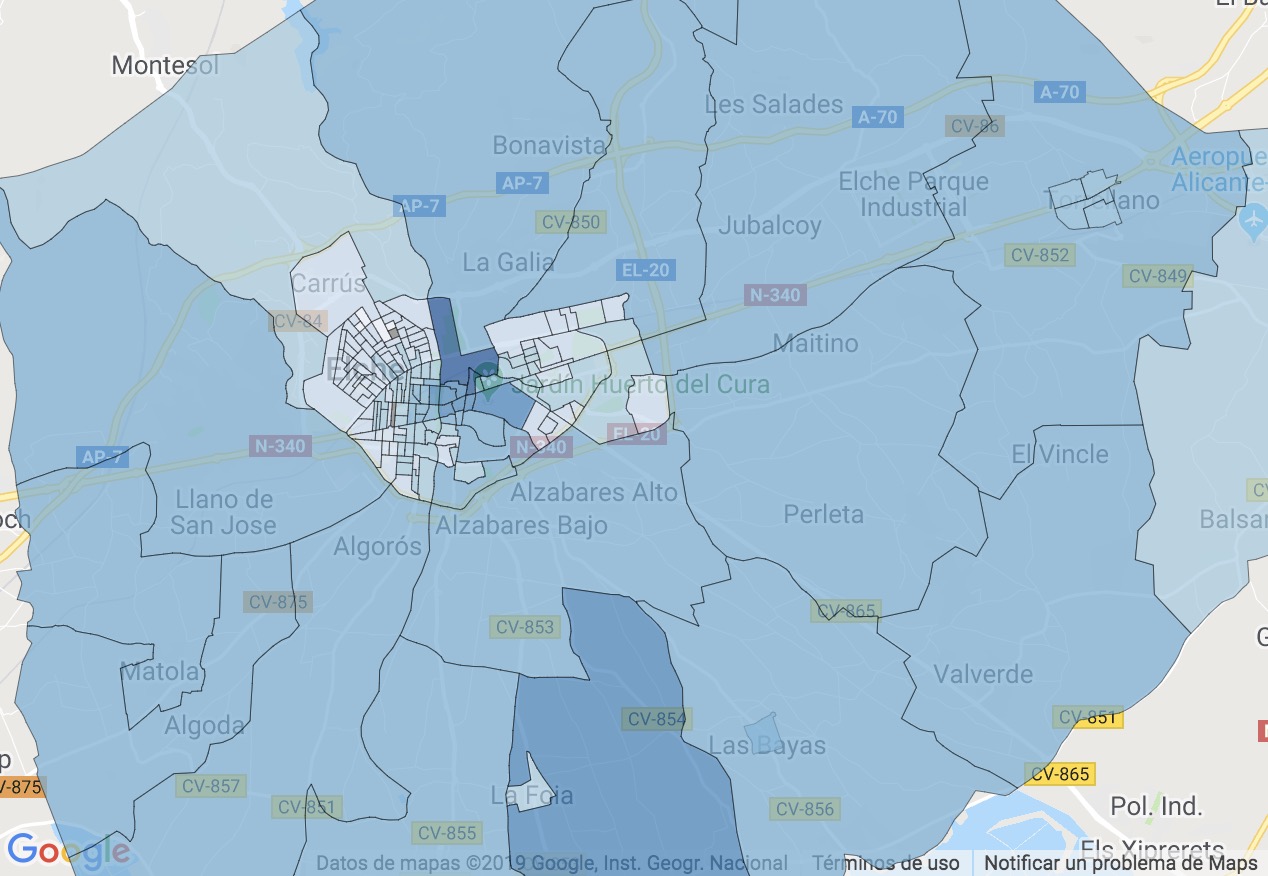 El Ba
Montesol
Les Salades
A-70
A-70
CV-86
Bonavista
AP-7
Aeropue
Alicante-
AP-7
Elche Parque
Industrial
Torrellano
CV-850
Jubalcoy
CV-852
La Galia
EL-20
CV-849
Carrús
N-340
CV-84
Maitino
Elche
Jardín Huerto del Cura
EL-20
N-340
N-340
AP-7
El Vincle
CV
Llano de
San Jose
Alzabares Alto
Perleta
Balsar
och
Alzabares Bajo
Algorós
CV-875
CV-865
CV-853
G
Matola
Valverde
Algoda
CV-854
CV-851
Las Bayas
p
V-875
CV-857
CV-865
La Foia
CV-851
CV-856
Pol. Ind.
CV-855
Els Xiprerets
Google
Datos de mapas ©2019 Google, Inst. Geogr. Nacional
Términos de uso
Notificar un problema de Maps